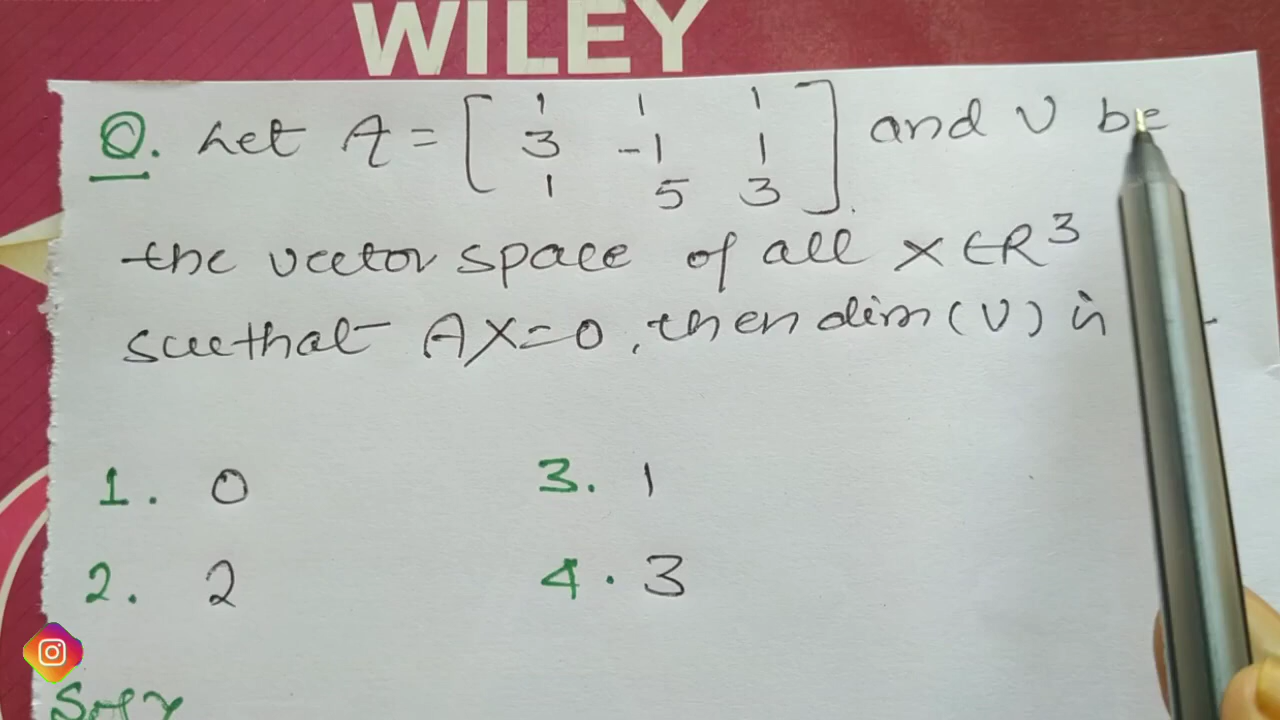 WILEY
Q. Let A = [ 1 1 1
3 -1 1
1 5 3 ] and V be
the vector space of all X ∈ R³
such that AX=0, then dim(V) is
1. 0
3. 1
2. 2
4. 3